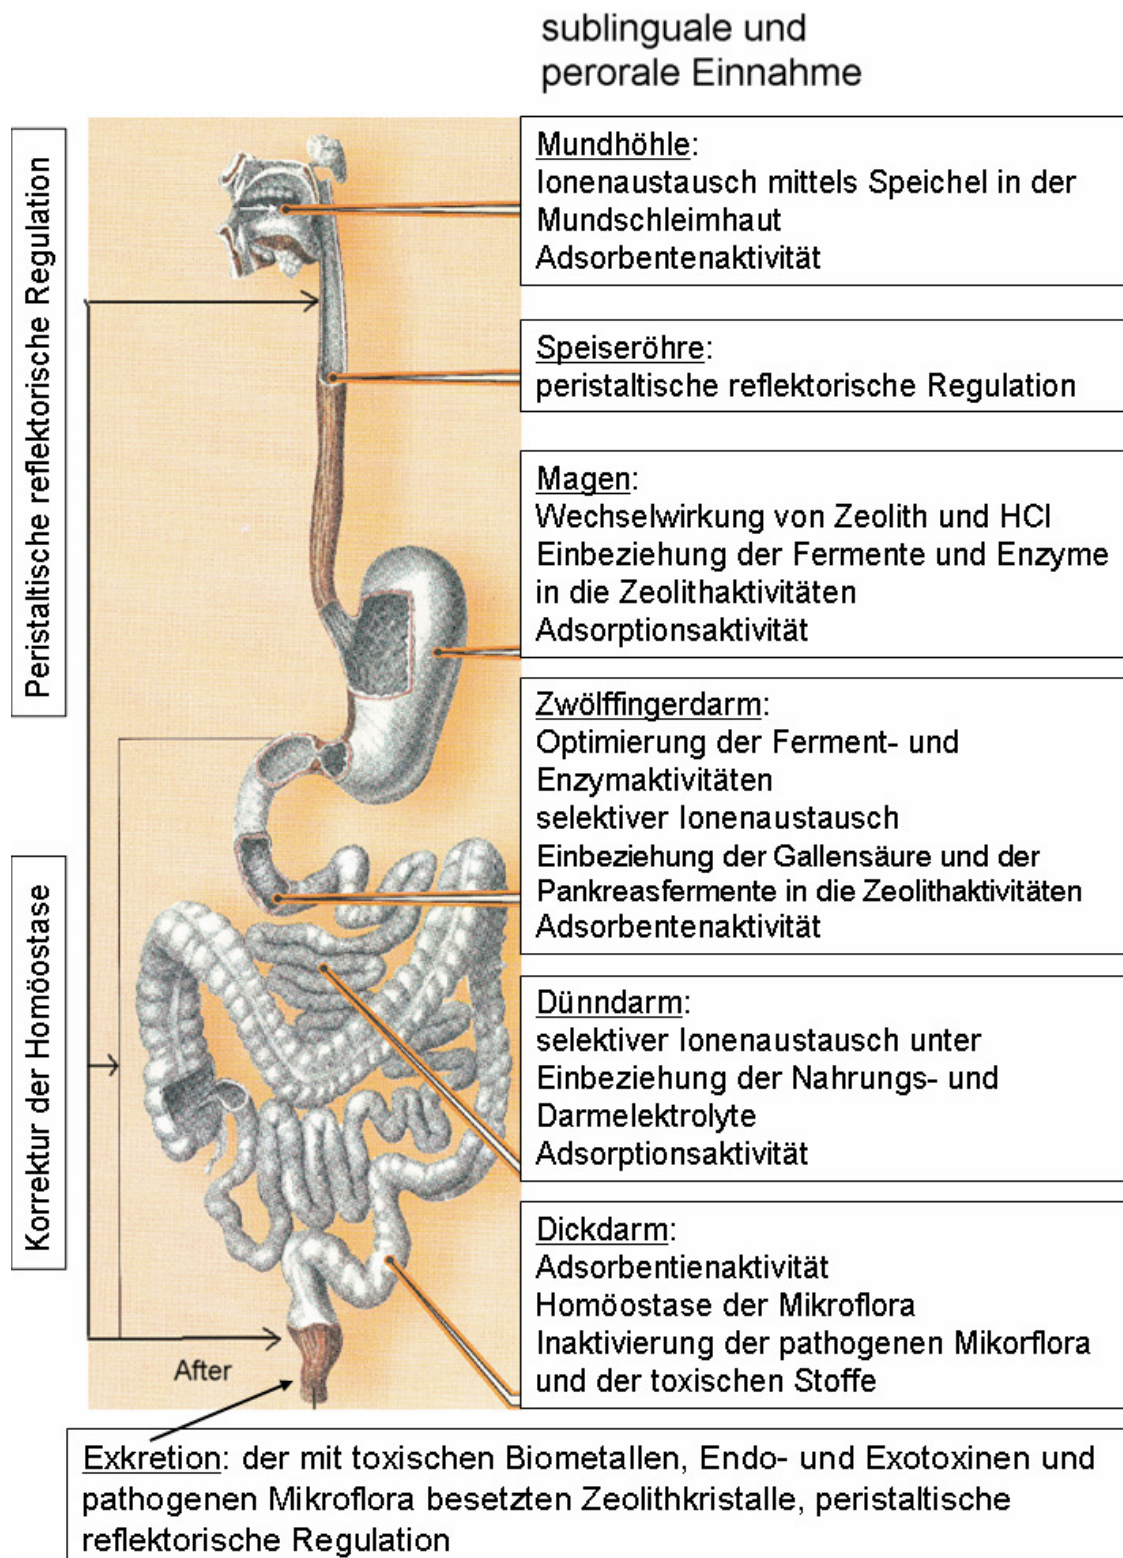 sublinguale und
perorale Einnahme
Peristaltische reflektorische Regulation
Korrektur der Homöostase
Mundhöhle:
Ionenaustausch mittels Speichel in der
Mundschleimhaut
Adsorbentenaktivität
Speiseröhre:
peristaltische reflektorische Regulation
Magen:
Wechselwirkung von Zeolith und HCl
Einbeziehung der Fermente und Enzyme
in die Zeolithaktivitäten
Adsorptionsaktivität
Zwölffingerdarm:
Optimierung der Ferment- und
Enzymaktivitäten
selektiver Ionenaustausch
Einbeziehung der Gallensäure und der
Pankreasfermente in die Zeolithaktivitäten
Adsorbentenaktivität
Dünndarm:
selektiver Ionenaustausch unter
Einbeziehung der Nahrungs- und
Darmelektrolyte
Adsorptionsaktivität
Dickdarm:
Adsorbentienaktivität
Homöostase der Mikroflora
Inaktivierung der pathogenen Mikorflora
und der toxischen Stoffe
After
Exkretion: der mit toxischen Biometallen, Endo- und Exotoxinen und
pathogenen Mikroflora besetzten Zeolithkristalle, peristaltische
reflektorische Regulation